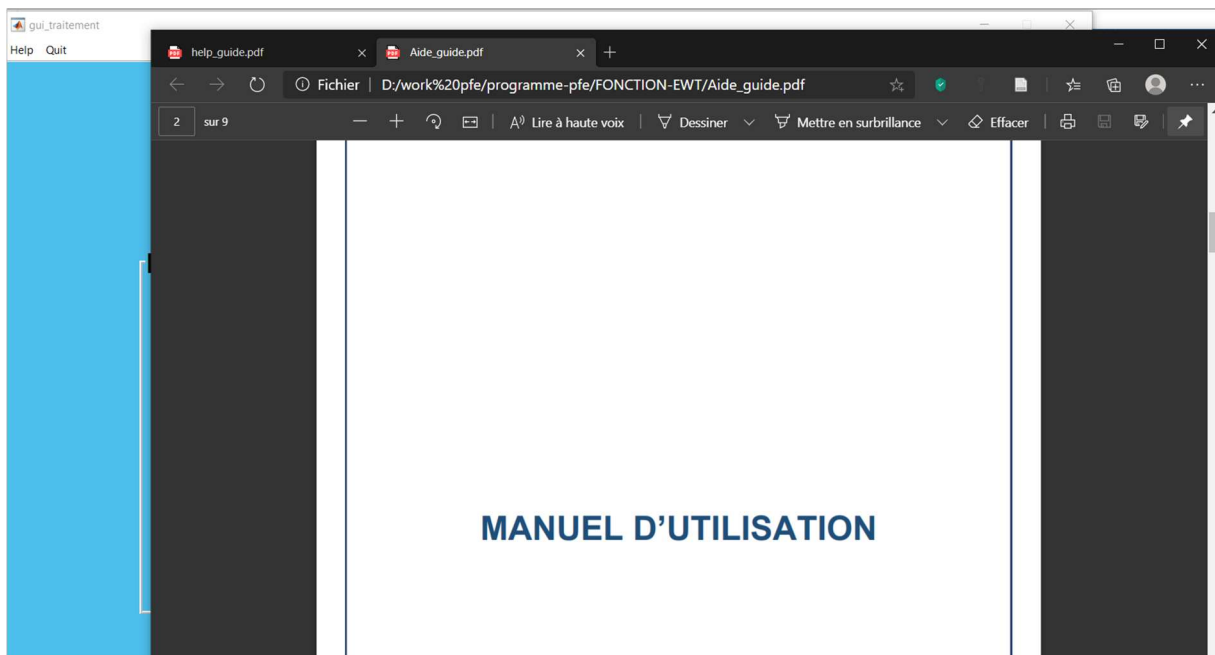 gui_traitement
Help Quit
help_guide.pdf
Aide_guide.pdf
Fichier | D:/work%20pfe/programme-pfe/FONCTION-EWT/Aide_guide.pdf
2 sur 9
Lire à haute voix
Dessiner
Mettre en surbrillance
Effacer
MANUEL D’UTILISATION